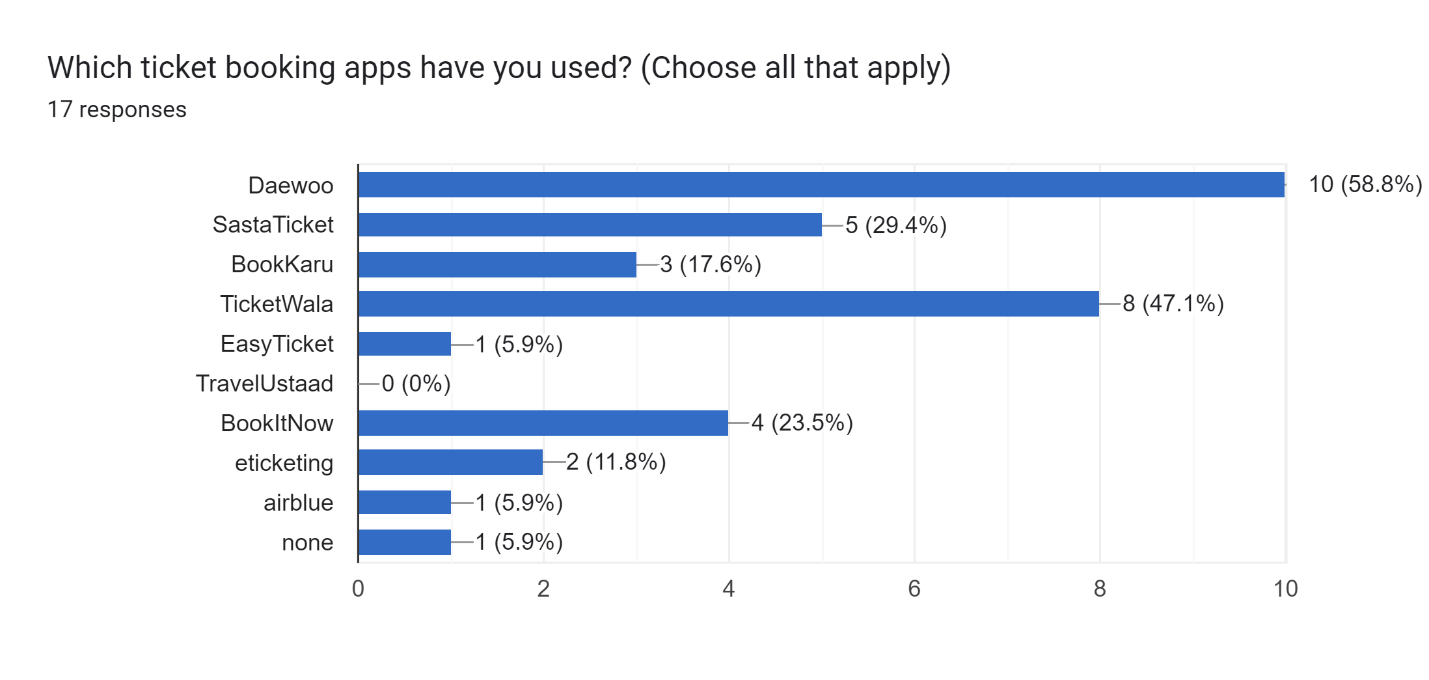 Which ticket booking apps have you used? (Choose all that apply)
17 responses
Daewoo 10 (58.8%)
SastaTicket 5 (29.4%)
BookKaru 3 (17.6%)
TicketWala 8 (47.1%)
EasyTicket 1 (5.9%)
TravelUstaad 0 (0%)
BookItNow 4 (23.5%)
eticketing 2 (11.8%)
airblue 1 (5.9%)
none 1 (5.9%)
0 2 4 6 8 10